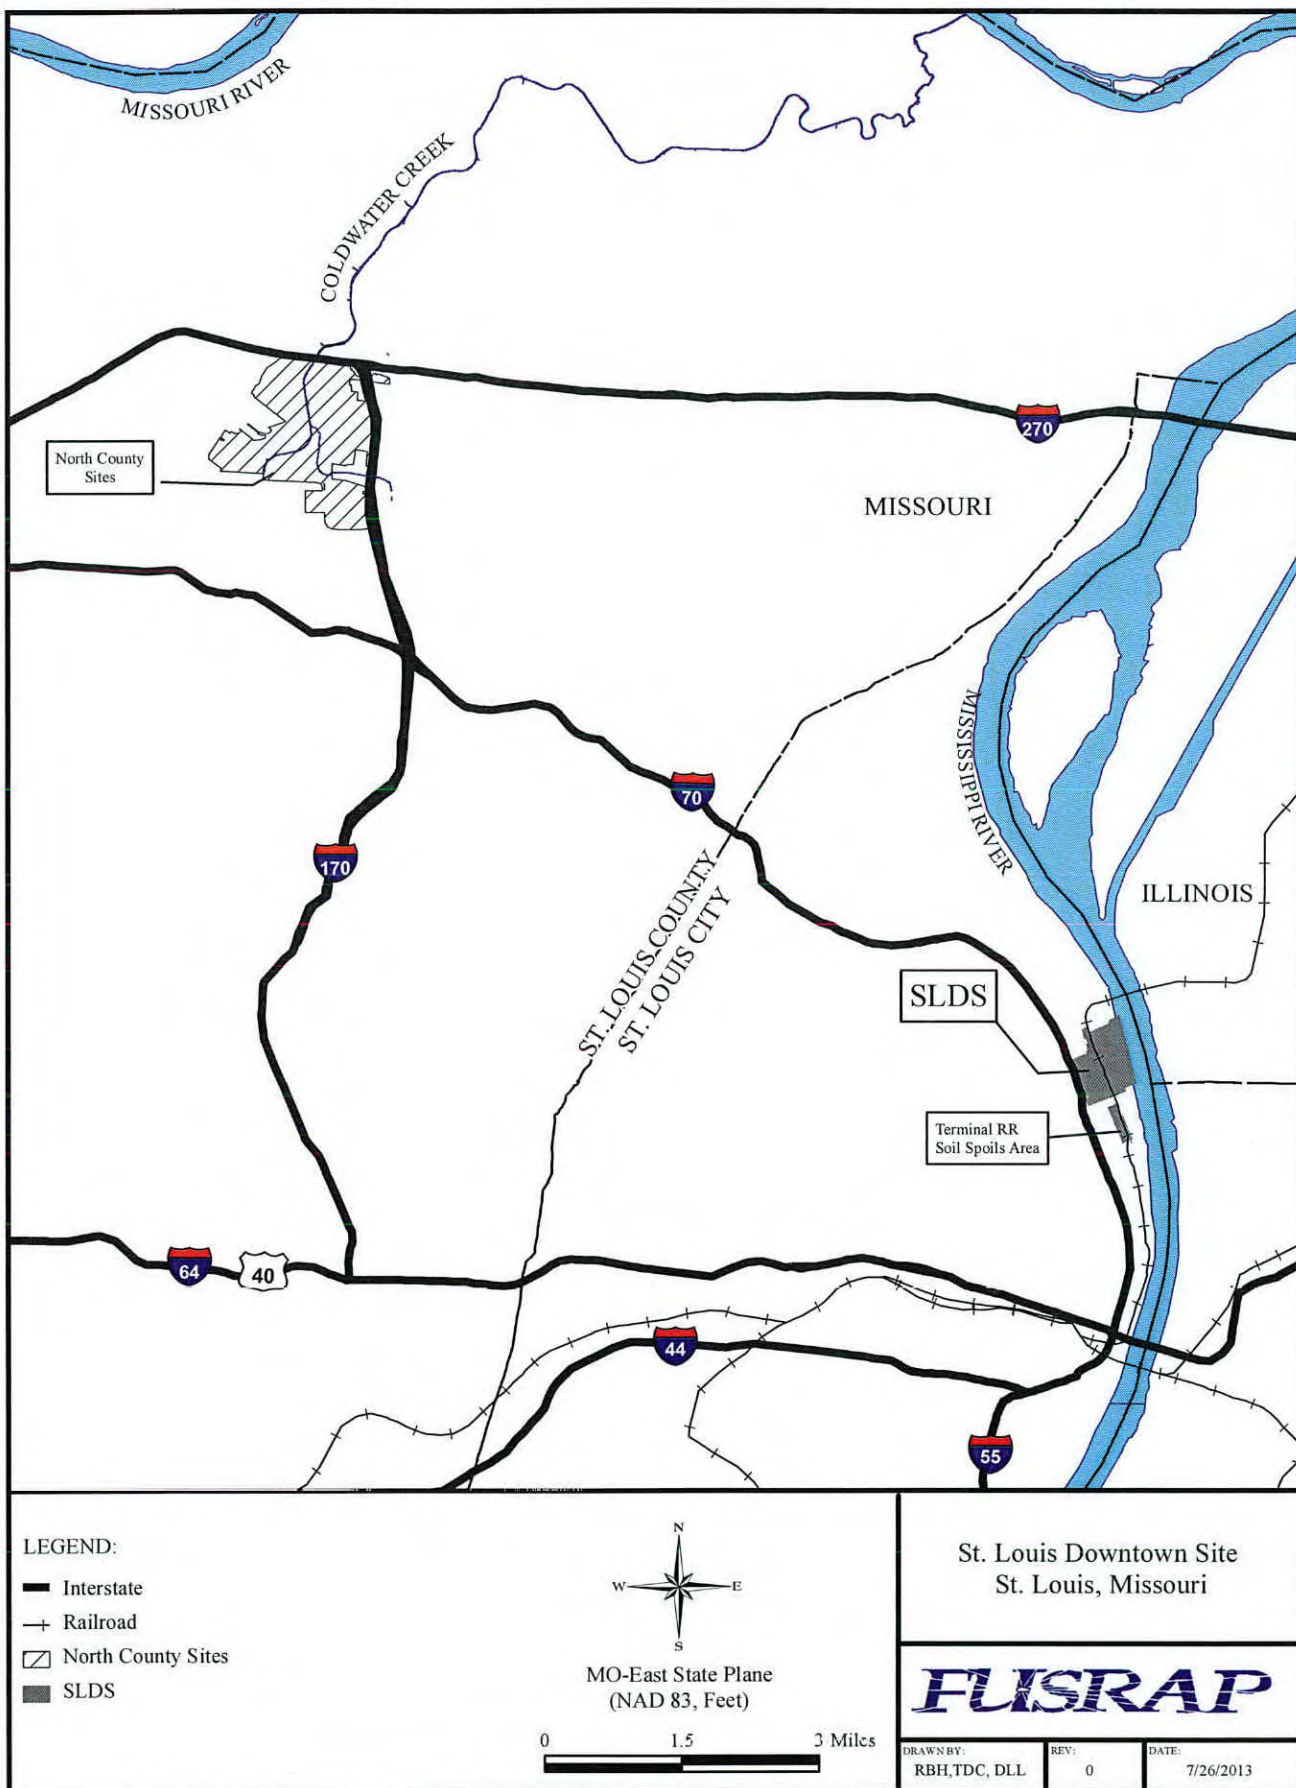 MISSOURI RIVER
COLDWATER CREEK
270
North County
Sites
MISSOURI
MISSISSIPPI RIVER
70
170
ILLINOIS
ST. LOUIS COUNTY
ST. LOUIS CITY
SLDS
Terminal RR
Soil Spoils Area
64
40
44
55
LEGEND:
Interstate
Railroad
North County Sites
SLDS
N
W
E
S
MO-East State Plane
(NAD 83, Feet)
0 1.5 3 Miles
St. Louis Downtown Site
St. Louis, Missouri
FUSRAP
DRAWN BY:
RBH,TDC, DLL
REV:
0
DATE:
7/26/2013